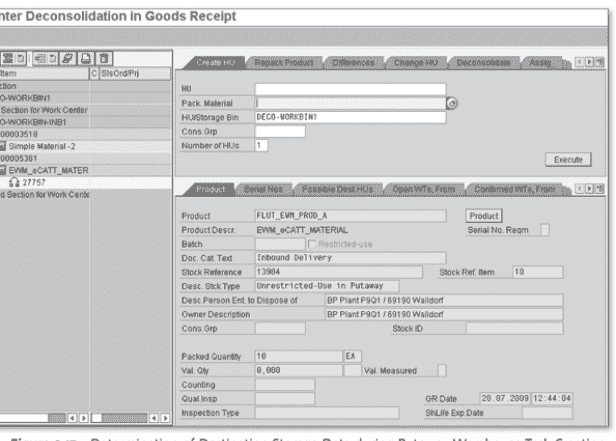 nter Deconsolidation in Goods Receipt
Item C SlsOrd/Prj
ction
O-WORKBIN1
Section for Work Center
O-WORKBIN-INB1
00003518
Simple Material -2
00005361
EWM_eCATT_MATER
27757
d Section for Work Cente
Create HU Repack Product Differences Change HU Deconsolidate Assig
HU
Pack. Material
HU/Storage Bin DECO-WORKBIN1
Cons.Grp
Number of HUs 1
Execute
Product Serial Nos Possible Dest.HUs Open WTs, From Confirmed WTs, From
Product FLUT_EWM_PROD_A Product
Product Descr. EWM_eCATT_MATERIAL Serial No. Reqm
Batch Restricted-use
Doc. Cat. Text Inbound Delivery
Stock Reference 13904 Stock Ref. Item 10
Desc. Stck Type Unrestricted-Use in Putaway
Desc.Person Ent. to Dispose of BP Plant P9Q1 / 69190 Walldorf
Owner Description BP Plant P9Q1 / 69190 Walldorf
Cons.Grp Stock ID
Packed Quantity 10 EA
Val. Qty 0,000 Val. Measured
Counting
Qual.Insp GR Date 20.07.2009 12:44:04
Inspection Type ShLife Exp.Date